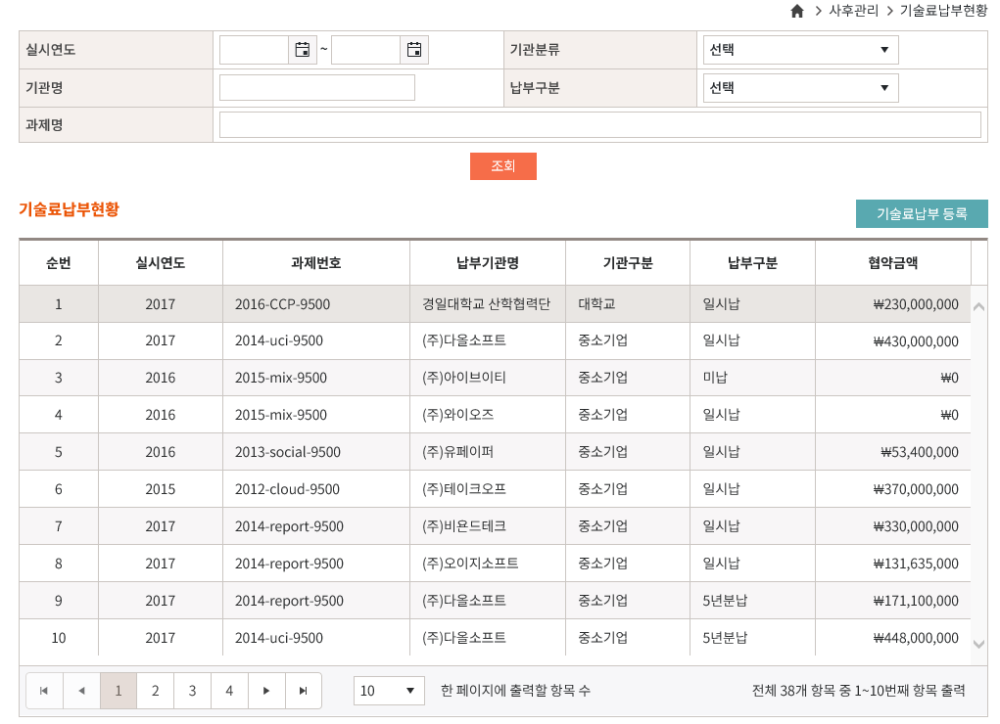 사후관리 기술료납부현황
실시연도 ~ 기관분류 선택
기관명 납부구분 선택
과제명
조회
기술료납부현황
기술료납부 등록
순번 실시연도 과제번호 납부기관명 기관구분 납부구분 협약금액
1 2017 2016-CCP-9500 경일대학교 산학협력단 대학교 일시납 ₩230,000,000
2 2017 2014-uci-9500 (주)다올소프트 중소기업 일시납 ₩430,000,000
3 2016 2015-mix-9500 (주)아이브이티 중소기업 미납 ₩0
4 2016 2015-mix-9500 (주)와이오즈 중소기업 일시납 ₩0
5 2016 2013-social-9500 (주)유페이퍼 중소기업 일시납 ₩53,400,000
6 2015 2012-cloud-9500 (주)테이크오프 중소기업 일시납 ₩370,000,000
7 2017 2014-report-9500 (주)비욘드테크 중소기업 일시납 ₩330,000,000
8 2017 2014-report-9500 (주)오이지소프트 중소기업 일시납 ₩131,635,000
9 2017 2014-report-9500 (주)다올소프트 중소기업 5년분납 ₩171,100,000
10 2017 2014-uci-9500 (주)다올소프트 중소기업 5년분납 ₩448,000,000
1 2 3 4 10 한 페이지에 출력할 항목 수 전체 38개 항목 중 1~10번째 항목 출력